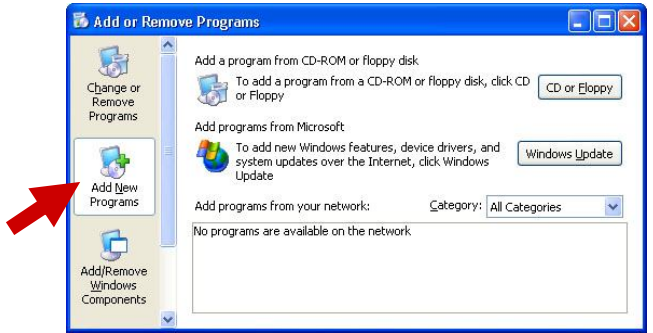 Add or Remove Programs
Change or
Remove
Programs
Add New
Programs
Add/Remove
Windows
Components
Add a program from CD-ROM or floppy disk
To add a program from a CD-ROM or floppy disk, click CD
or Floppy
CD or Floppy
Add programs from Microsoft
To add new Windows features, device drivers, and
system updates over the Internet, click Windows
Update
Windows Update
Add programs from your network:
Category:
All Categories
No programs are available on the network